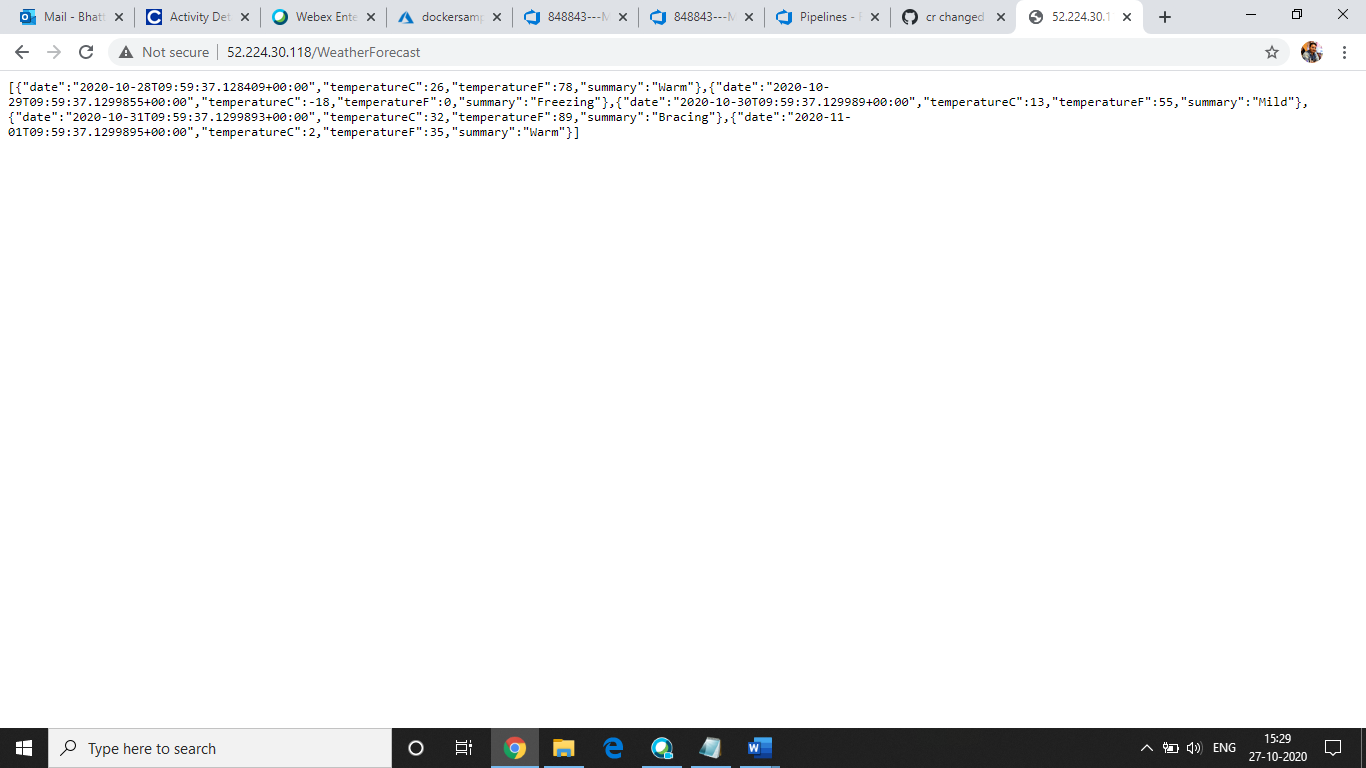 Mail - Bhatt
Activity Det
Webex Ente
dockersamp
848843---M
848843---M
Pipelines - 
cr changed
52.224.30.1
Not secure
52.224.30.118/WeatherForecast
[{"date":"2020-10-28T09:59:37.128409+00:00","temperatureC":26,"temperatureF":78,"summary":"Warm"},{"date":"2020-10-
29T09:59:37.1299855+00:00","temperatureC":-18,"temperatureF":0,"summary":"Freezing"},{"date":"2020-10-30T09:59:37.129989+00:00","temperatureC":13,"temperatureF":55,"summary":"Mild"},
{"date":"2020-10-31T09:59:37.1299893+00:00","temperatureC":32,"temperatureF":89,"summary":"Bracing"},{"date":"2020-11-
01T09:59:37.1299895+00:00","temperatureC":2,"temperatureF":35,"summary":"Warm"}]
Type here to search
ENG
15:29
27-10-2020